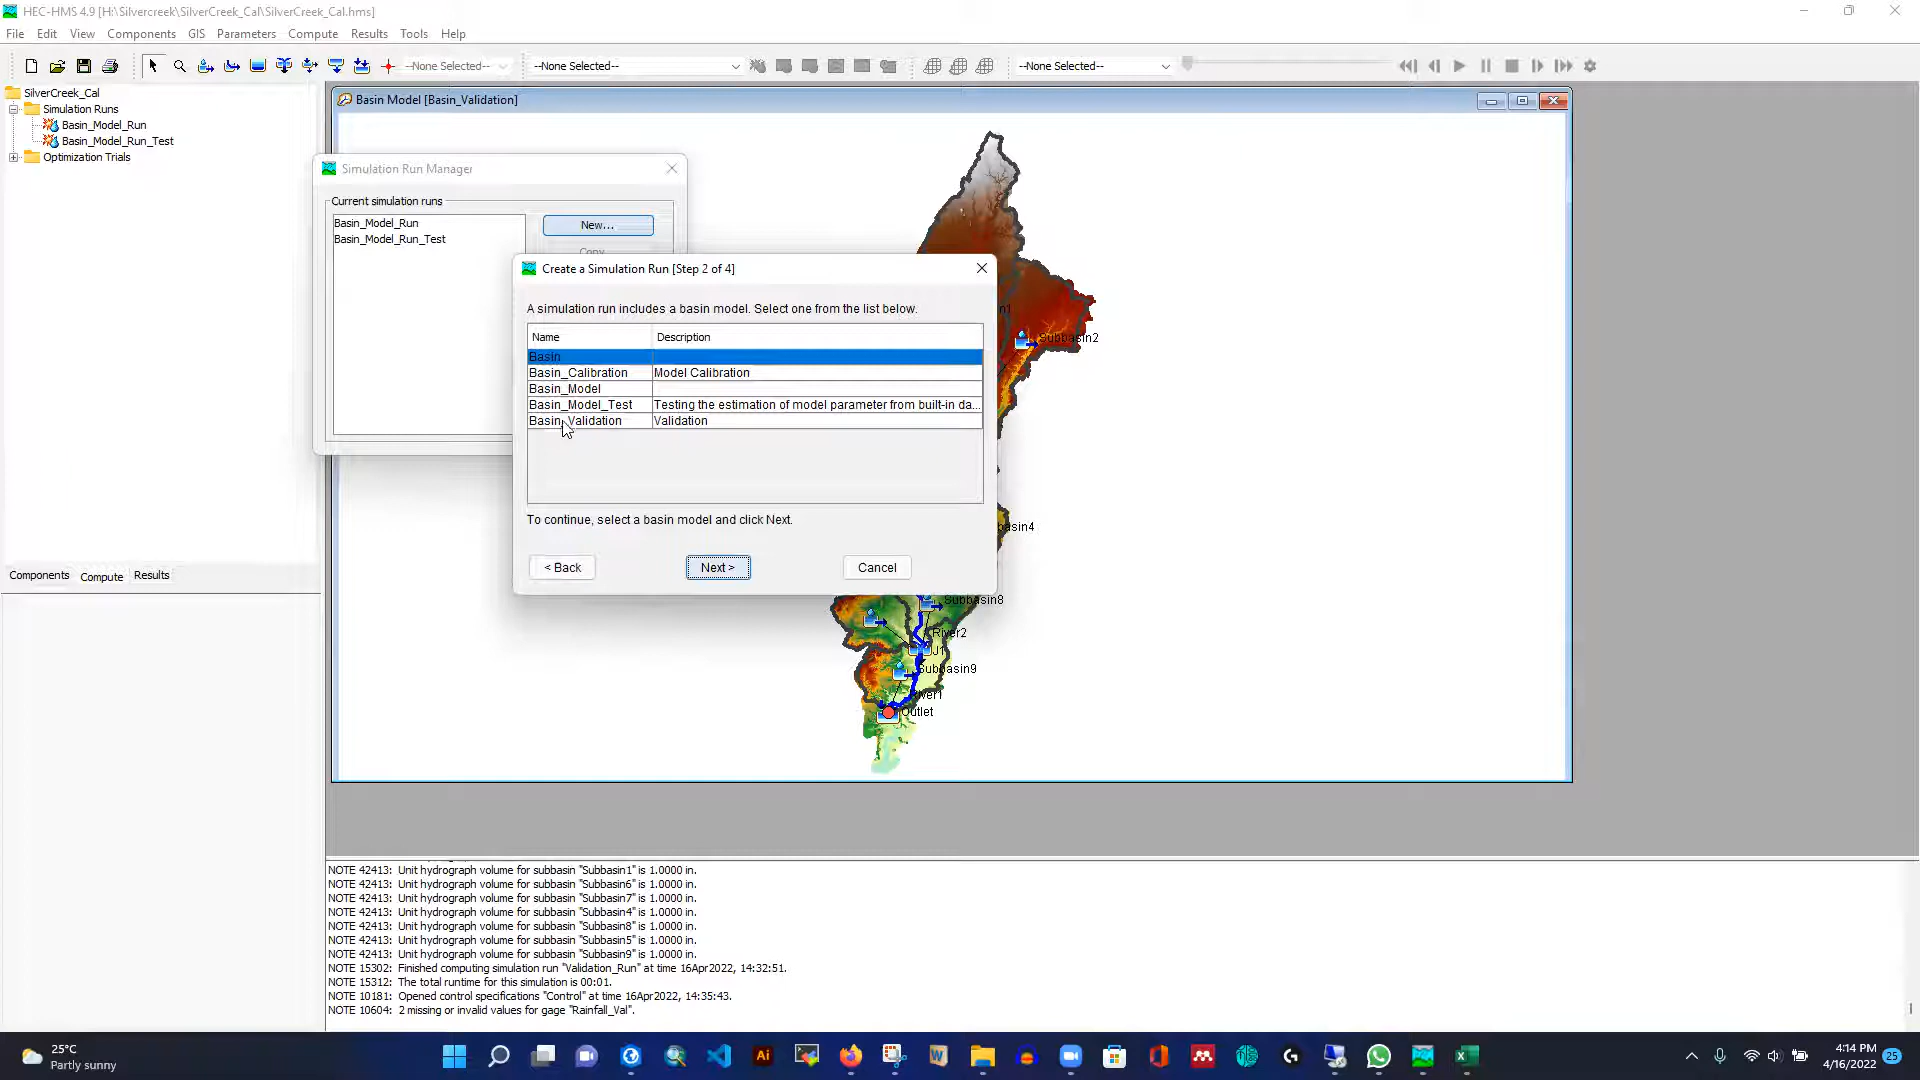 HEC-HMS 4.9 [H:\Silvercreek\SilverCreek_Cal\SilverCreek_Cal.hms]
File Edit View Components GIS Parameters Compute Results Tools Help
--None Selected-- --None Selected-- --None Selected--
SilverCreek_Cal
Simulation Runs
Basin_Model_Run
Basin_Model_Run_Test
Optimization Trials
Components Compute Results
Basin Model [Basin_Validation]
Simulation Run Manager
Current simulation runs
Basin_Model_Run
Basin_Model_Run_Test
New...
Create a Simulation Run [Step 2 of 4]
A simulation run includes a basin model. Select one from the list below.
Name Description
Basin
Basin_Calibration Model Calibration
Basin_Model
Basin_Model_Test Testing the estimation of model parameter from built-in da...
Basin_Validation Validation
To continue, select a basin model and click Next.
< Back Next > Cancel
Subbasin2
Subbasin8
River2
J1
Subbasin9
Outlet
NOTE 42413: Unit hydrograph volume for subbasin "Subbasin1" is 1.0000 in.
NOTE 42413: Unit hydrograph volume for subbasin "Subbasin6" is 1.0000 in.
NOTE 42413: Unit hydrograph volume for subbasin "Subbasin7" is 1.0000 in.
NOTE 42413: Unit hydrograph volume for subbasin "Subbasin4" is 1.0000 in.
NOTE 42413: Unit hydrograph volume for subbasin "Subbasin8" is 1.0000 in.
NOTE 42413: Unit hydrograph volume for subbasin "Subbasin5" is 1.0000 in.
NOTE 42413: Unit hydrograph volume for subbasin "Subbasin9" is 1.0000 in.
NOTE 15302: Finished computing simulation run "Validation_Run" at time 16Apr2022, 14:32:51.
NOTE 15312: The total runtime for this simulation is 00:01.
NOTE 10181: Opened control specifications "Control" at time 16Apr2022, 14:35:43.
NOTE 10604: 2 missing or invalid values for gage "Rainfall_Val".
25°C
Partly sunny
4:14 PM
4/16/2022
25